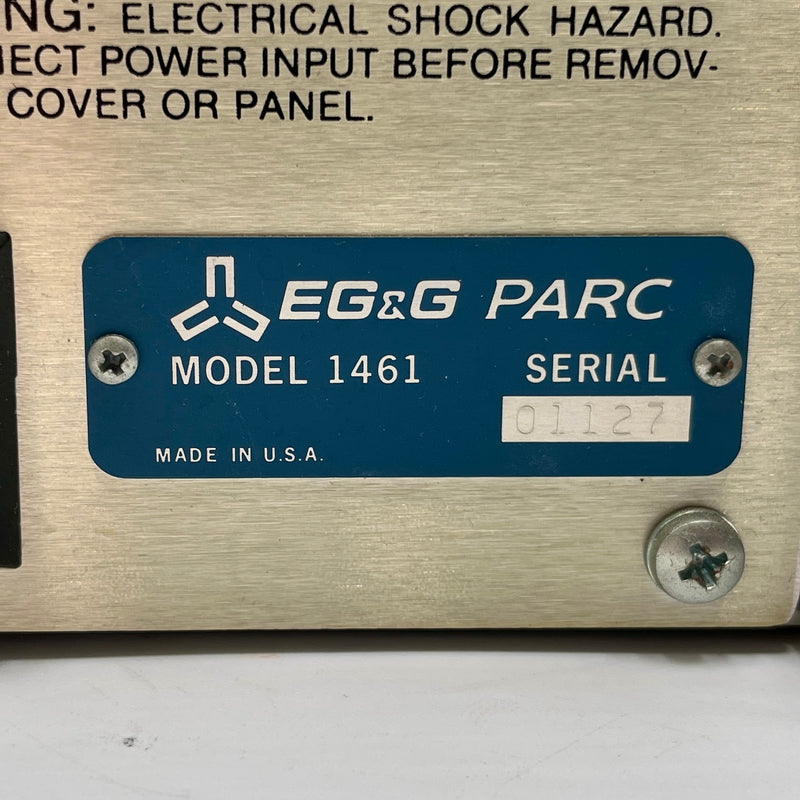 NG: ELECTRICAL SHOCK HAZARD.
NECT POWER INPUT BEFORE REMOV-
COVER OR PANEL.
EG&G PARC
MODEL 1461
SERIAL
01127
MADE IN U.S.A.